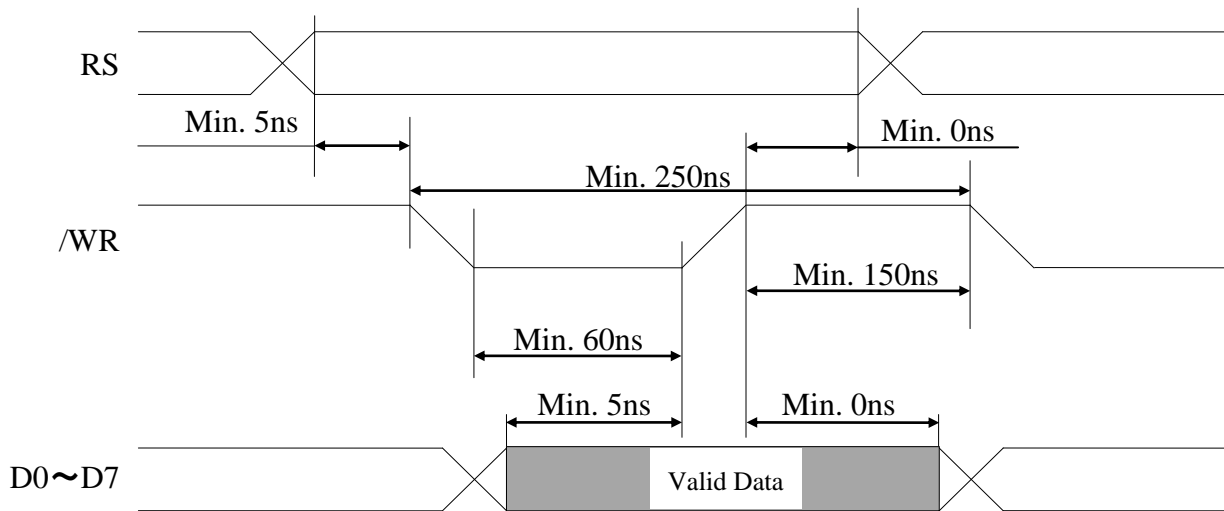 RS
Min. 5ns
Min. 0ns
Min. 250ns
/WR
Min. 150ns
Min. 60ns
Min. 5ns
Min. 0ns
D0～D7
Valid Data